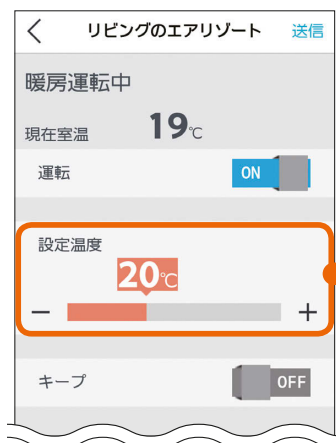 リビングのエアリゾート 送信
暖房運転中
現在室温 19℃
運転 ON
設定温度
20℃
− +
キープ OFF